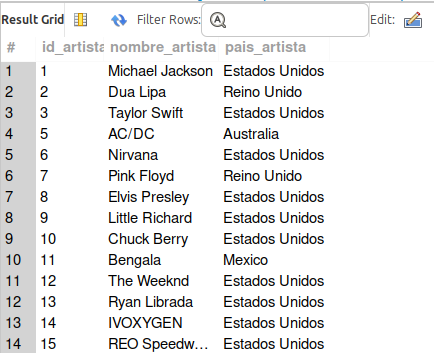 Result Grid Filter Rows: Edit:
# id_artista nombre_artista pais_artista
1 1 Michael Jackson Estados Unidos
2 2 Dua Lipa Reino Unido
3 3 Taylor Swift Estados Unidos
4 5 AC/DC Australia
5 6 Nirvana Estados Unidos
6 7 Pink Floyd Reino Unido
7 8 Elvis Presley Estados Unidos
8 9 Little Richard Estados Unidos
9 10 Chuck Berry Estados Unidos
10 11 Bengala Mexico
11 12 The Weeknd Estados Unidos
12 13 Ryan Librada Estados Unidos
13 14 IVOXYGEN Estados Unidos
14 15 REO Speedw... Estados Unidos